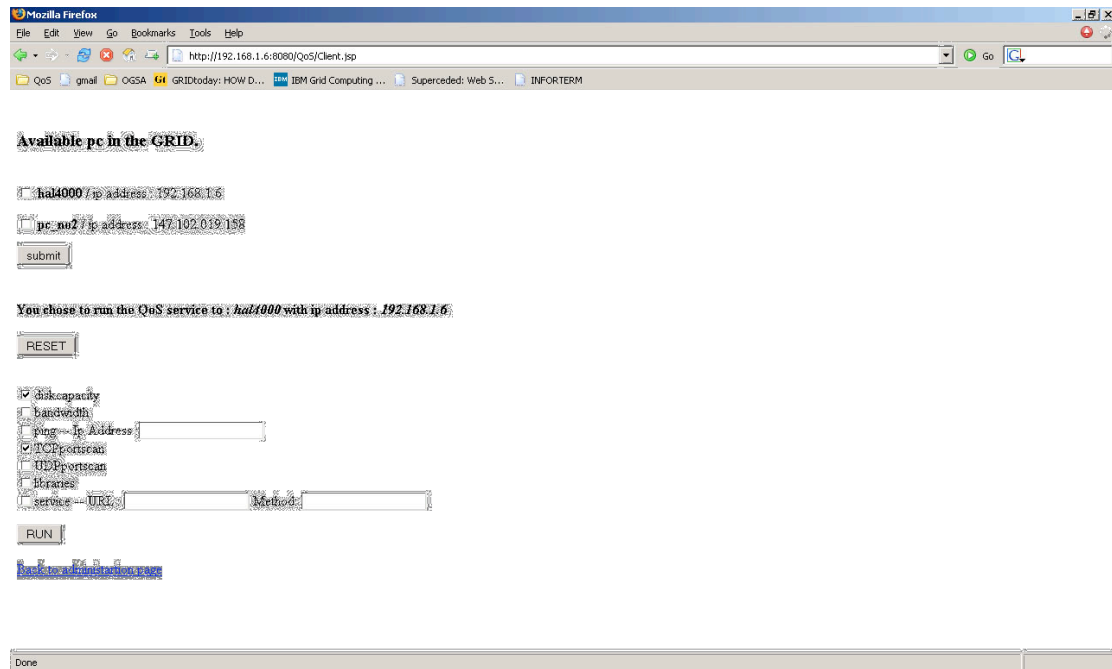 Mozilla Firefox
File Edit View Go Bookmarks Tools Help
http://192.168.1.6:8080/QoS/Client.jsp Go
QoS gmail OGSA GRIDtoday: HOW D... IBM Grid Computing ... Superceded: Web S... INFORTERM
Available pc in the GRID.
hal4000 / ip address : 192.168.1.6
pc_no2 / ip address : 147.102.019.158
submit
You chose to run the QoS service to : hal4000 with ip address : 192.168.1.6
RESET
diskcapacity
bandwidth
ping -- Ip Address
TCPportscan
UDPportscan
libraries
service -- URL: Method:
RUN
Back to administartion page
Done